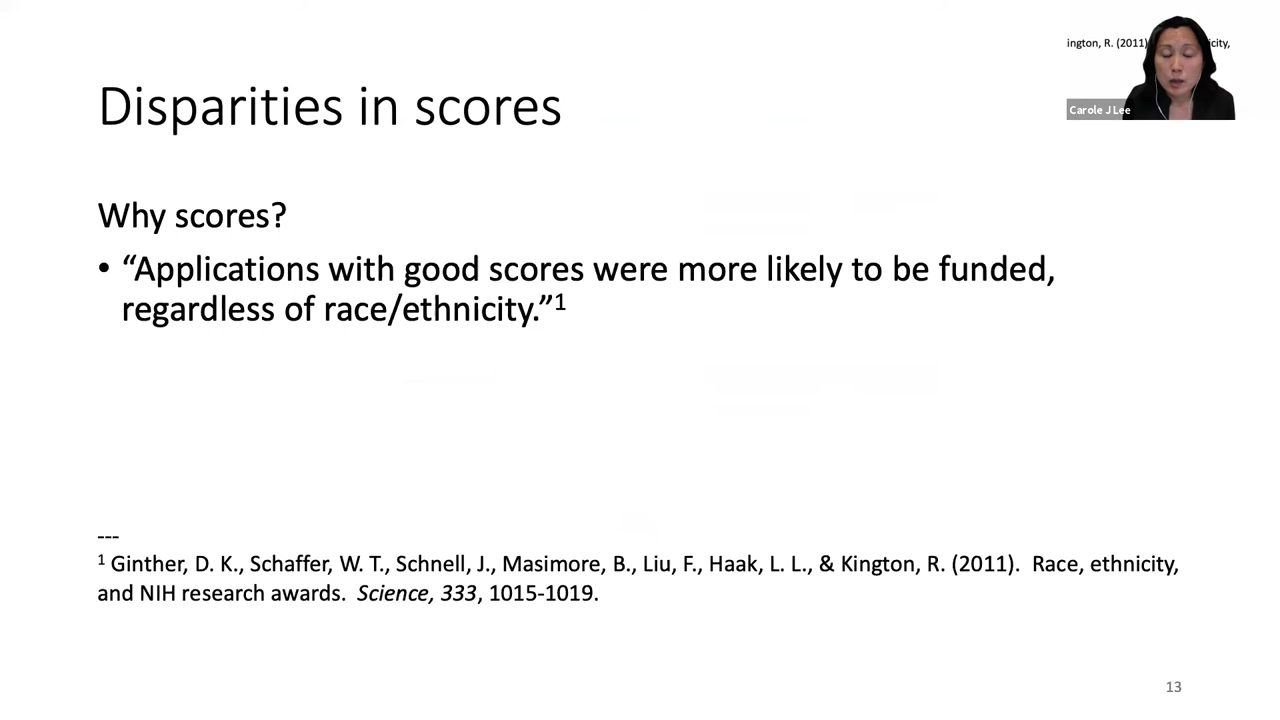 ington, R. (2011)
icity,
Carole J Lee
Disparities in scores
Why scores?
• “Applications with good scores were more likely to be funded,
regardless of race/ethnicity.”1
---
1 Ginther, D. K., Schaffer, W. T., Schnell, J., Masimore, B., Liu, F., Haak, L. L., & Kington, R. (2011). Race, ethnicity,
and NIH research awards. Science, 333, 1015-1019.
13